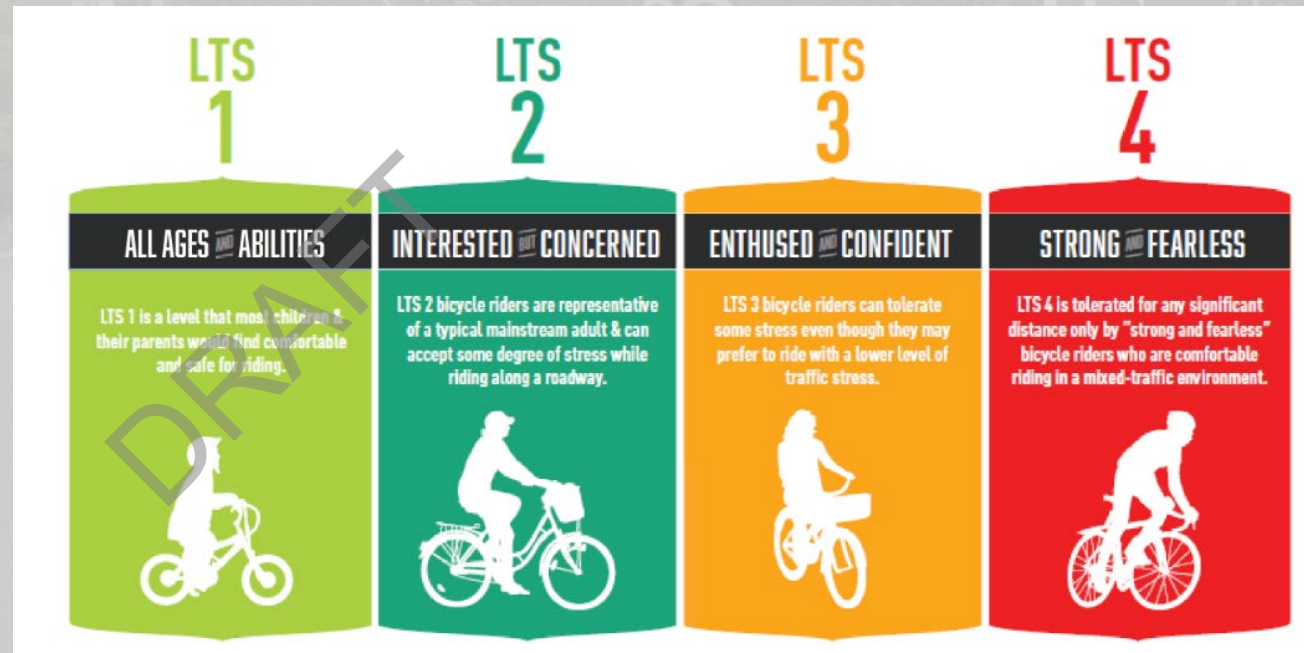 LTS
1
ALL AGES AND ABILITIES
LTS 1 is a level that most children &
their parents would find comfortable
and safe for riding.
LTS
2
INTERESTED BUT CONCERNED
LTS 2 bicycle riders are representative
of a typical mainstream adult & can
accept some degree of stress while
riding along a roadway.
LTS
3
ENTHUSED AND CONFIDENT
LTS 3 bicycle riders can tolerate
some stress even though they may
prefer to ride with a lower level of
traffic stress.
LTS
4
STRONG AND FEARLESS
LTS 4 is tolerated for any significant
distance only by "strong and fearless"
bicycle riders who are comfortable
riding in a mixed-traffic environment.
DRAFT